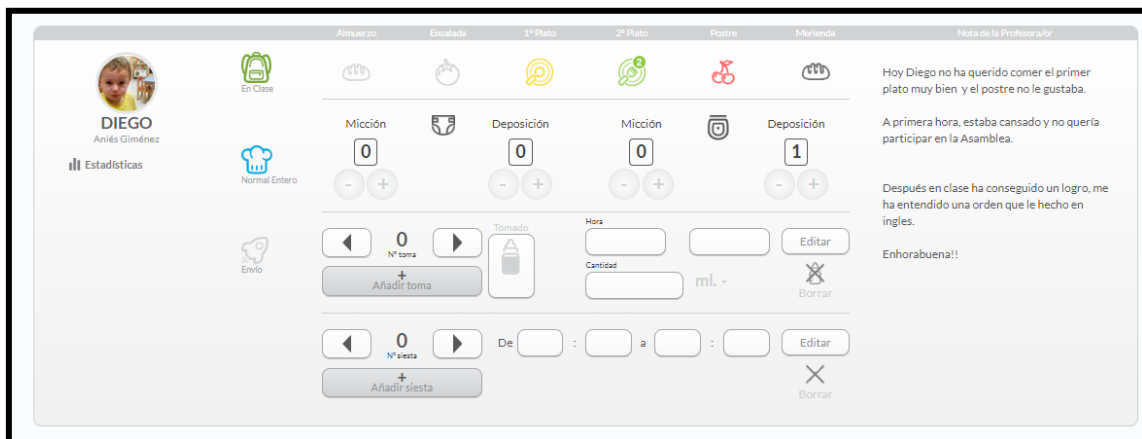 Almuerzo Ensalada 1º Plato 2º Plato Postre Merienda Nota de la Profesora/or
2
En Clase
DIEGO
Aniés Giménez
Estadísticas
Micción Deposición Micción Deposición
0 0 0 1
- + - + - + - +
Normal Entero
Hoy Diego no ha querido comer el primer
plato muy bien y el postre no le gustaba.
A primera hora, estaba cansado y no quería
participar en la Asamblea.
Después en clase ha conseguido un logro, me
ha entendido una orden que le hecho en
ingles.
Enhorabuena!!
Envío
0
Nº toma
+
Añadir toma
Tomado
Hora
Cantidad
ml. -
Editar
Borrar
0
Nº siesta
+
Añadir siesta
De : a :
Editar
Borrar